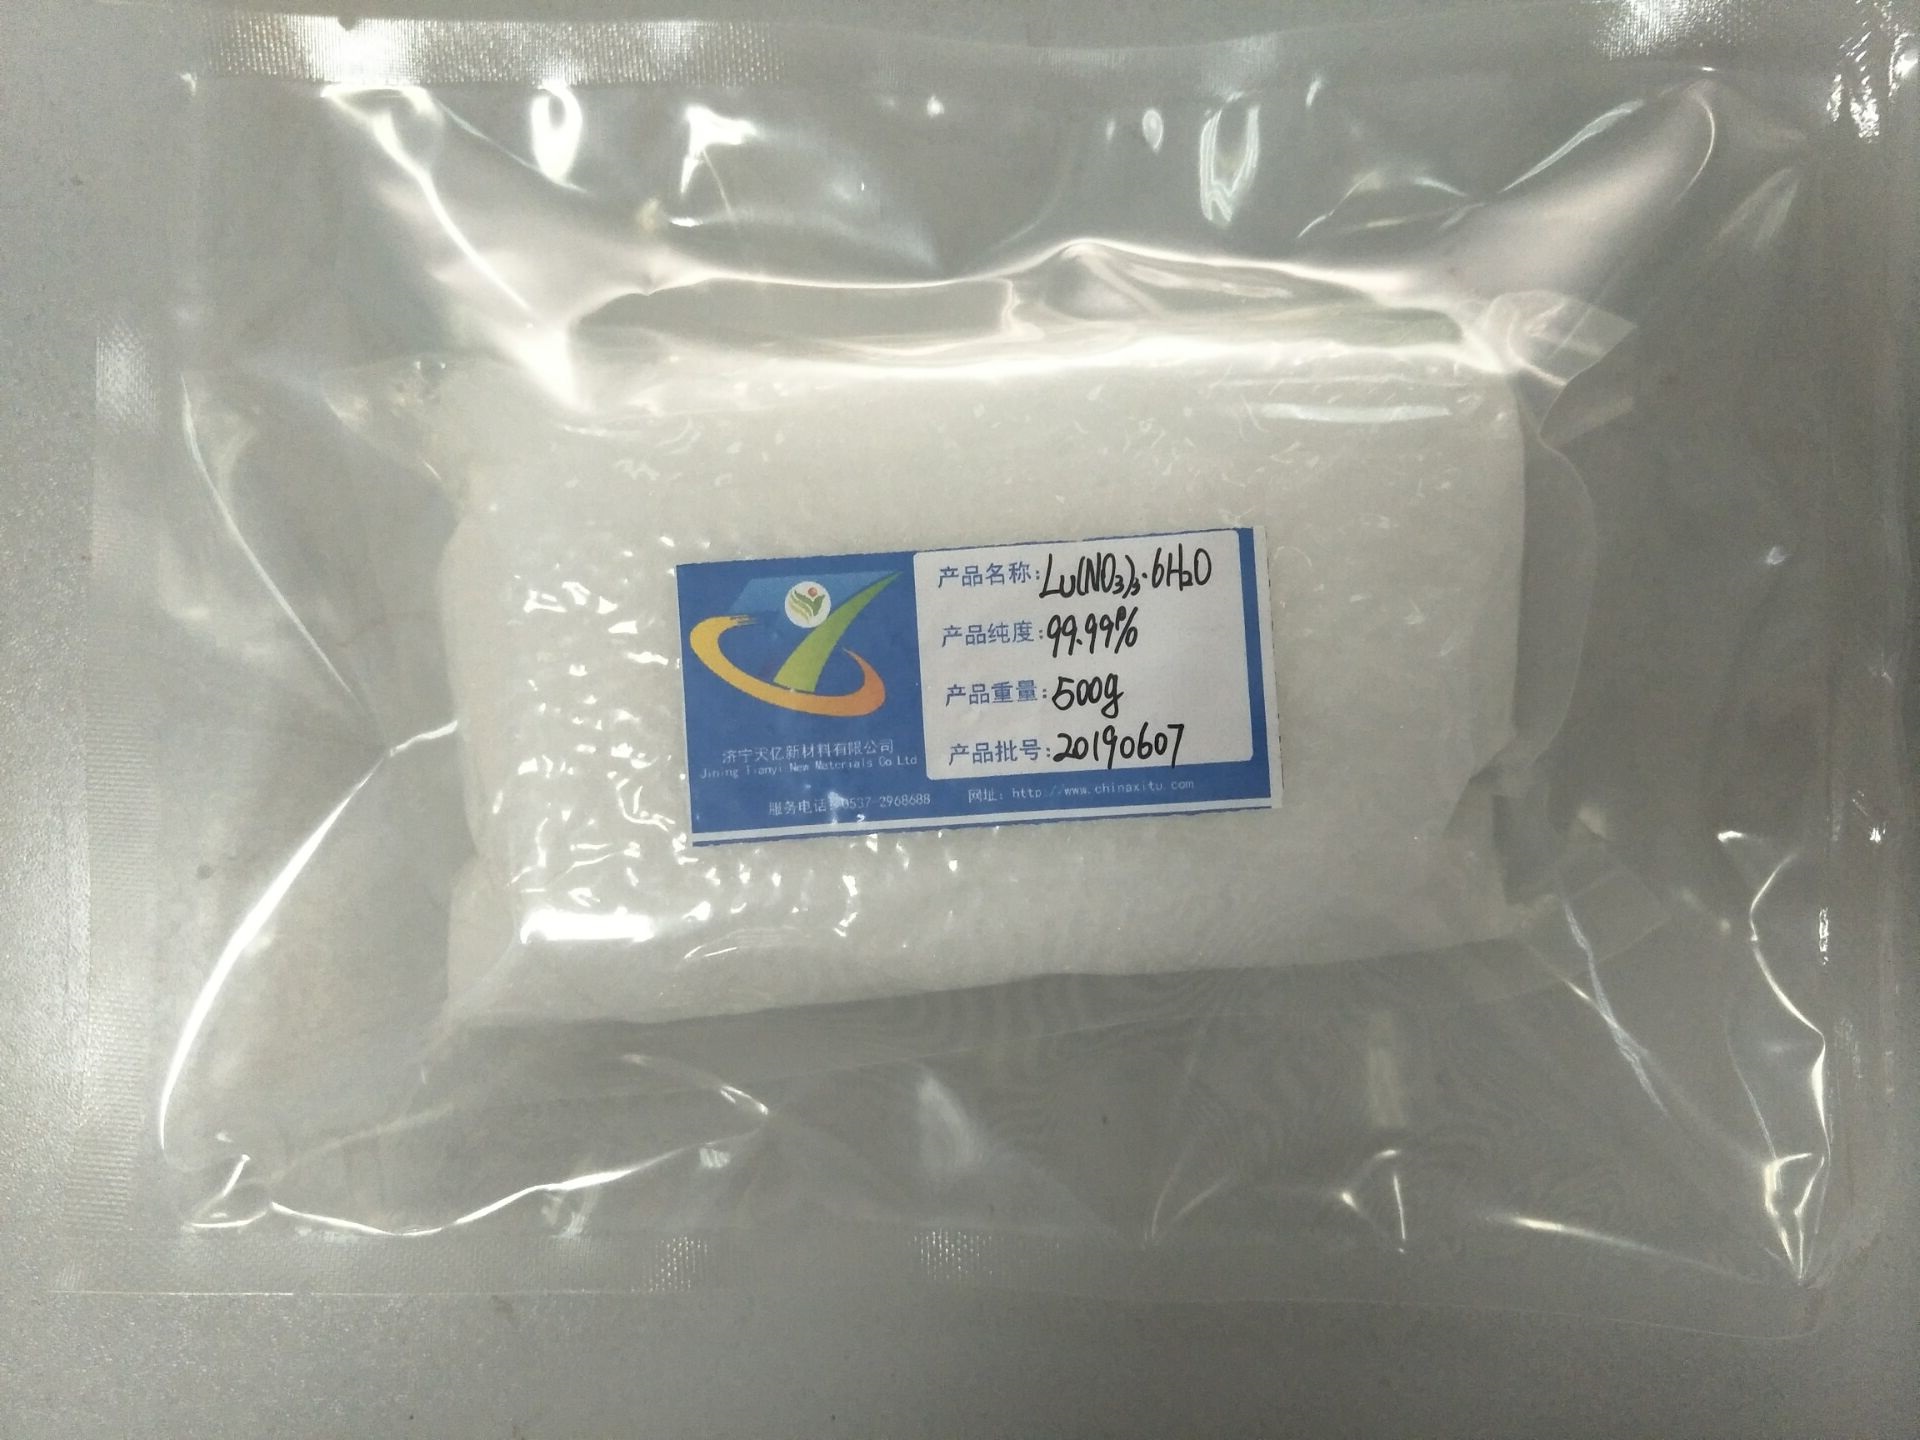 产品名称:Lu(NO₃)₃·6H₂O
产品纯度:99.99%
产品重量:500g
产品批号:20190607
济宁天亿新材料有限公司
Jining Tianyi New Materials Co Ltd
服务电话:0537-2968688 网址: http://www.chinaxitu.com